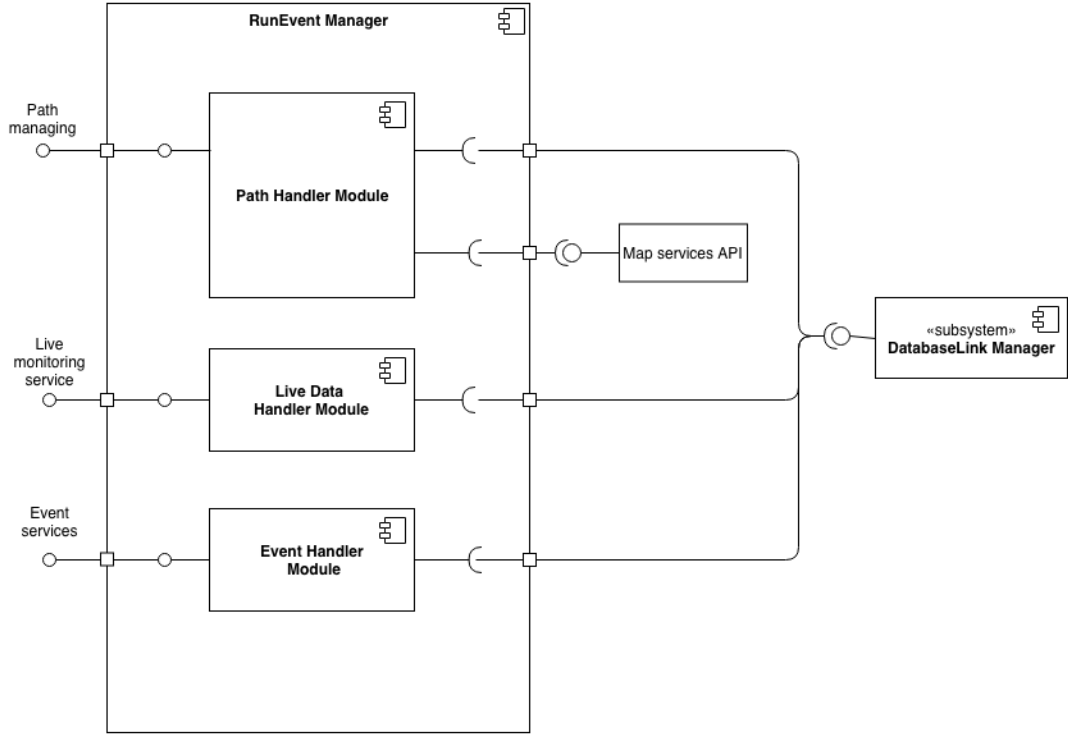 RunEvent Manager
Path
managing
Path Handler Module
Map services API
«subsystem»
DatabaseLink Manager
Live
monitoring
service
Live Data
Handler Module
Event
services
Event Handler
Module